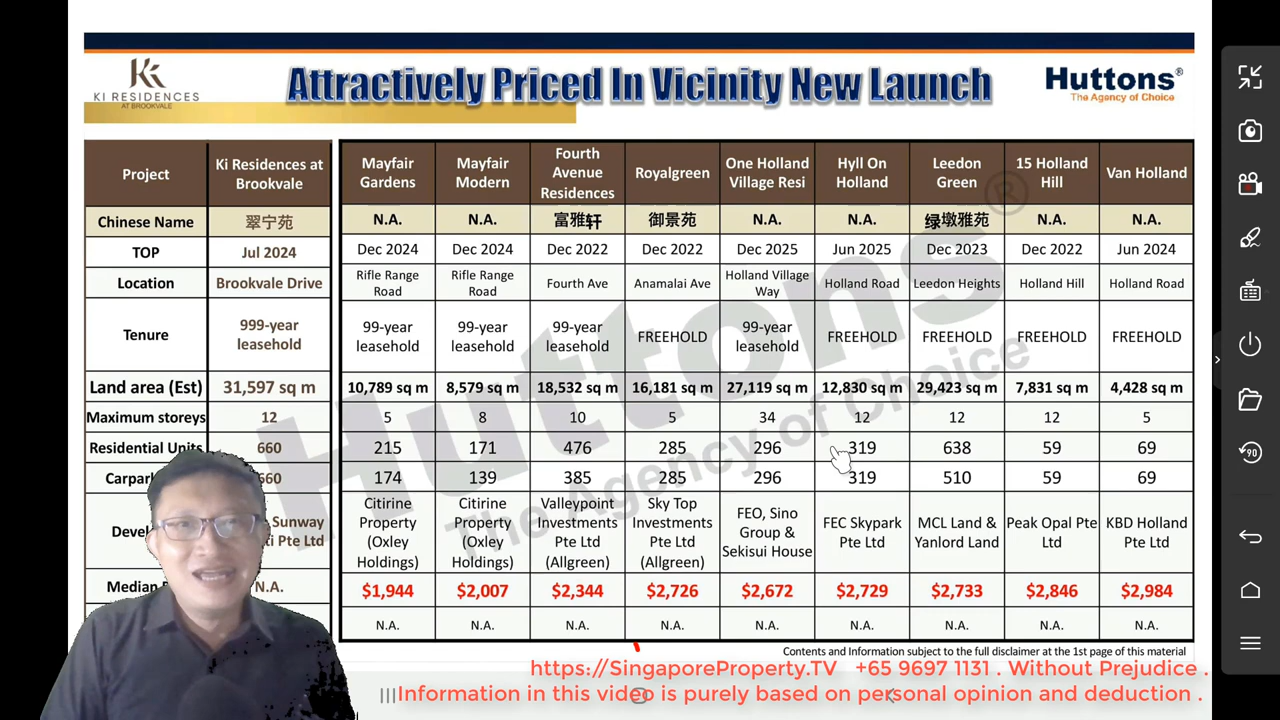 KI RESIDENCES
AT BROOKVALE
Attractively Priced In Vicinity New Launch
Huttons®
The Agency of Choice
Project
Ki Residences at
Brookvale
Mayfair
Gardens
Mayfair
Modern
Fourth
Avenue
Residences
Royalgreen
One Holland
Village Resi
Hyll On
Holland
Leedon
Green
15 Holland
Hill
Van Holland
Chinese Name
翠宁苑
N.A.
N.A.
富雅轩
御景苑
N.A.
N.A.
绿墩雅苑
N.A.
N.A.
TOP
Jul 2024
Dec 2024
Dec 2024
Dec 2022
Dec 2022
Dec 2025
Jun 2025
Dec 2023
Dec 2022
Jun 2024
Location
Brookvale Drive
Rifle Range
Road
Rifle Range
Road
Fourth Ave
Anamalai Ave
Holland Village
Way
Holland Road
Leedon Heights
Holland Hill
Holland Road
Tenure
999-year
leasehold
99-year
leasehold
99-year
leasehold
99-year
leasehold
FREEHOLD
99-year
leasehold
FREEHOLD
FREEHOLD
FREEHOLD
FREEHOLD
Land area (Est)
31,597 sq m
10,789 sq m
8,579 sq m
18,532 sq m
16,181 sq m
27,119 sq m
12,830 sq m
29,423 sq m
7,831 sq m
4,428 sq m
Maximum storeys
12
5
8
10
5
34
12
12
12
5
Residential Units
660
215
171
476
285
296
319
638
59
69
Carpar
660
174
139
385
285
296
319
510
59
69
Deve
Sunway
ti Pte Ltd
Citirine
Property
(Oxley
Holdings)
Citirine
Property
(Oxley
Holdings)
Valleypoint
Investments
Pte Ltd
(Allgreen)
Sky Top
Investments
Pte Ltd
(Allgreen)
FEO, Sino
Group &
Sekisui House
FEC Skypark
Pte Ltd
MCL Land &
Yanlord Land
Peak Opal Pte
Ltd
KBD Holland
Pte Ltd
Median
N.A.
$1,944
$2,007
$2,344
$2,726
$2,672
$2,729
$2,733
$2,846
$2,984
N.A.
N.A.
N.A.
N.A.
N.A.
N.A.
N.A.
N.A.
N.A.
Huttons®
The Agency of Choice
Contents and Information subject to the full disclaimer at the 1st page of this material
https://SingaporeProperty.TV +65 9697 1131 . Without Prejudice .
Information in this video is purely based on personal opinion and deduction .
90